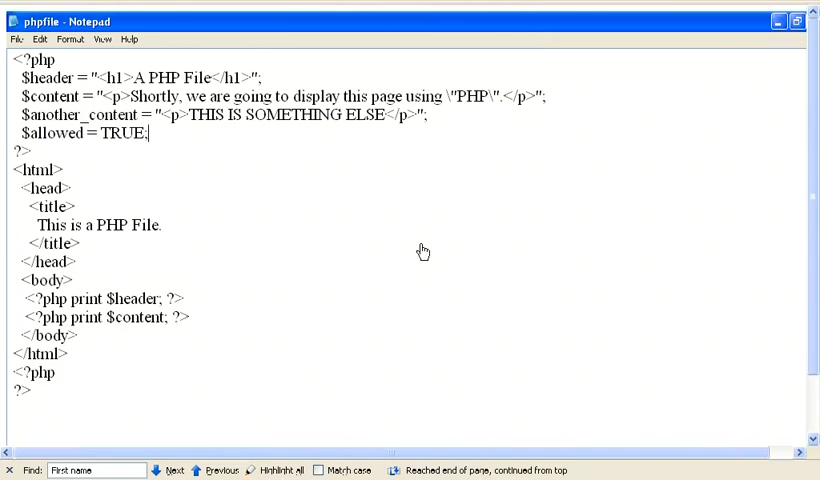 phpfile - Notepad
File Edit Format View Help
<?php
$header = "<h1>A PHP File</h1>";
$content = "<p>Shortly, we are going to display this page using \"PHP\".</p>";
$another_content = "<p>THIS IS SOMETHING ELSE</p>";
$allowed = TRUE;
?>
<html>
<head>
<title>
This is a PHP File.
</title>
</head>
<body>
<?php print $header; ?>
<?php print $content; ?>
</body>
</html>
<?php
?>
Find: First name Next Previous Highlight all Match case Reached end of page, continued from top